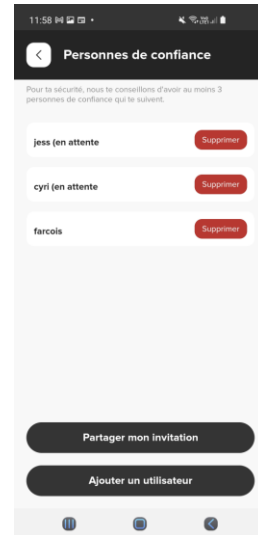 11:58
Personnes de confiance
Pour ta sécurité, nous te conseillons d'avoir au moins 3
personnes de confiance qui te suivent.
jess (en attente
Supprimer
cyri (en attente
Supprimer
farcois
Supprimer
Partager mon invitation
Ajouter un utilisateur